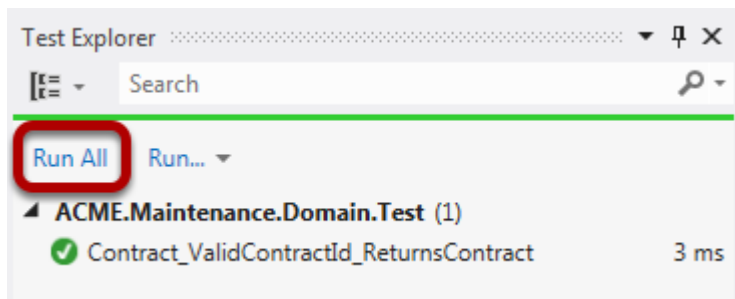 Test Explorer
Search
Run All Run...
ACME.Maintenance.Domain.Test (1)
Contract_ValidContractId_ReturnsContract 3 ms